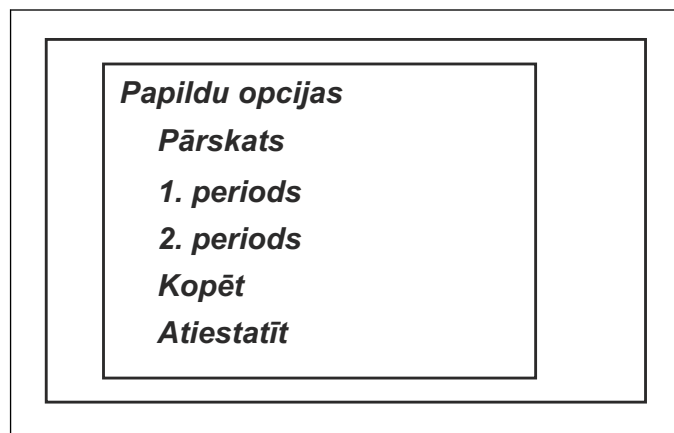 Papildu opcijas
Pārskats
1. periods
2. periods
Kopēt
Atiestatīt